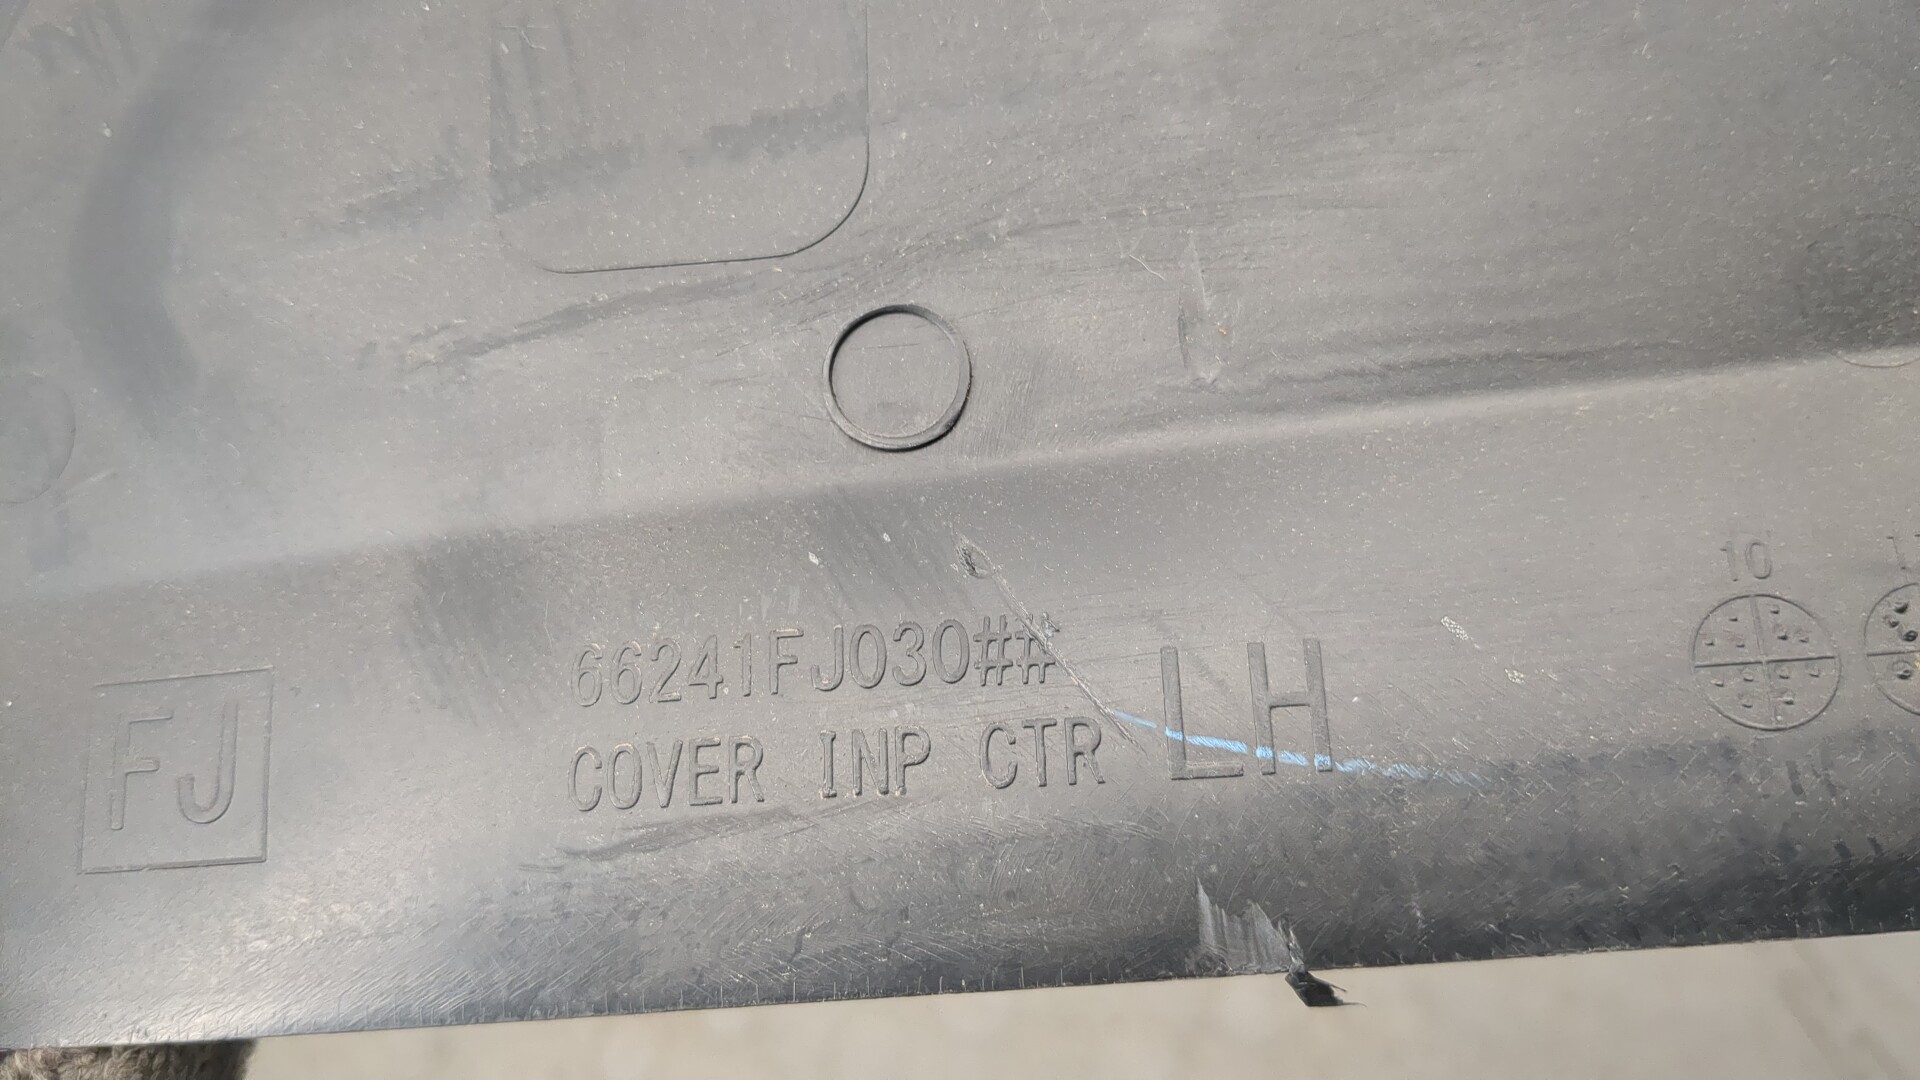 10
66241FJ030##
COVER INP CTR LH
FJ